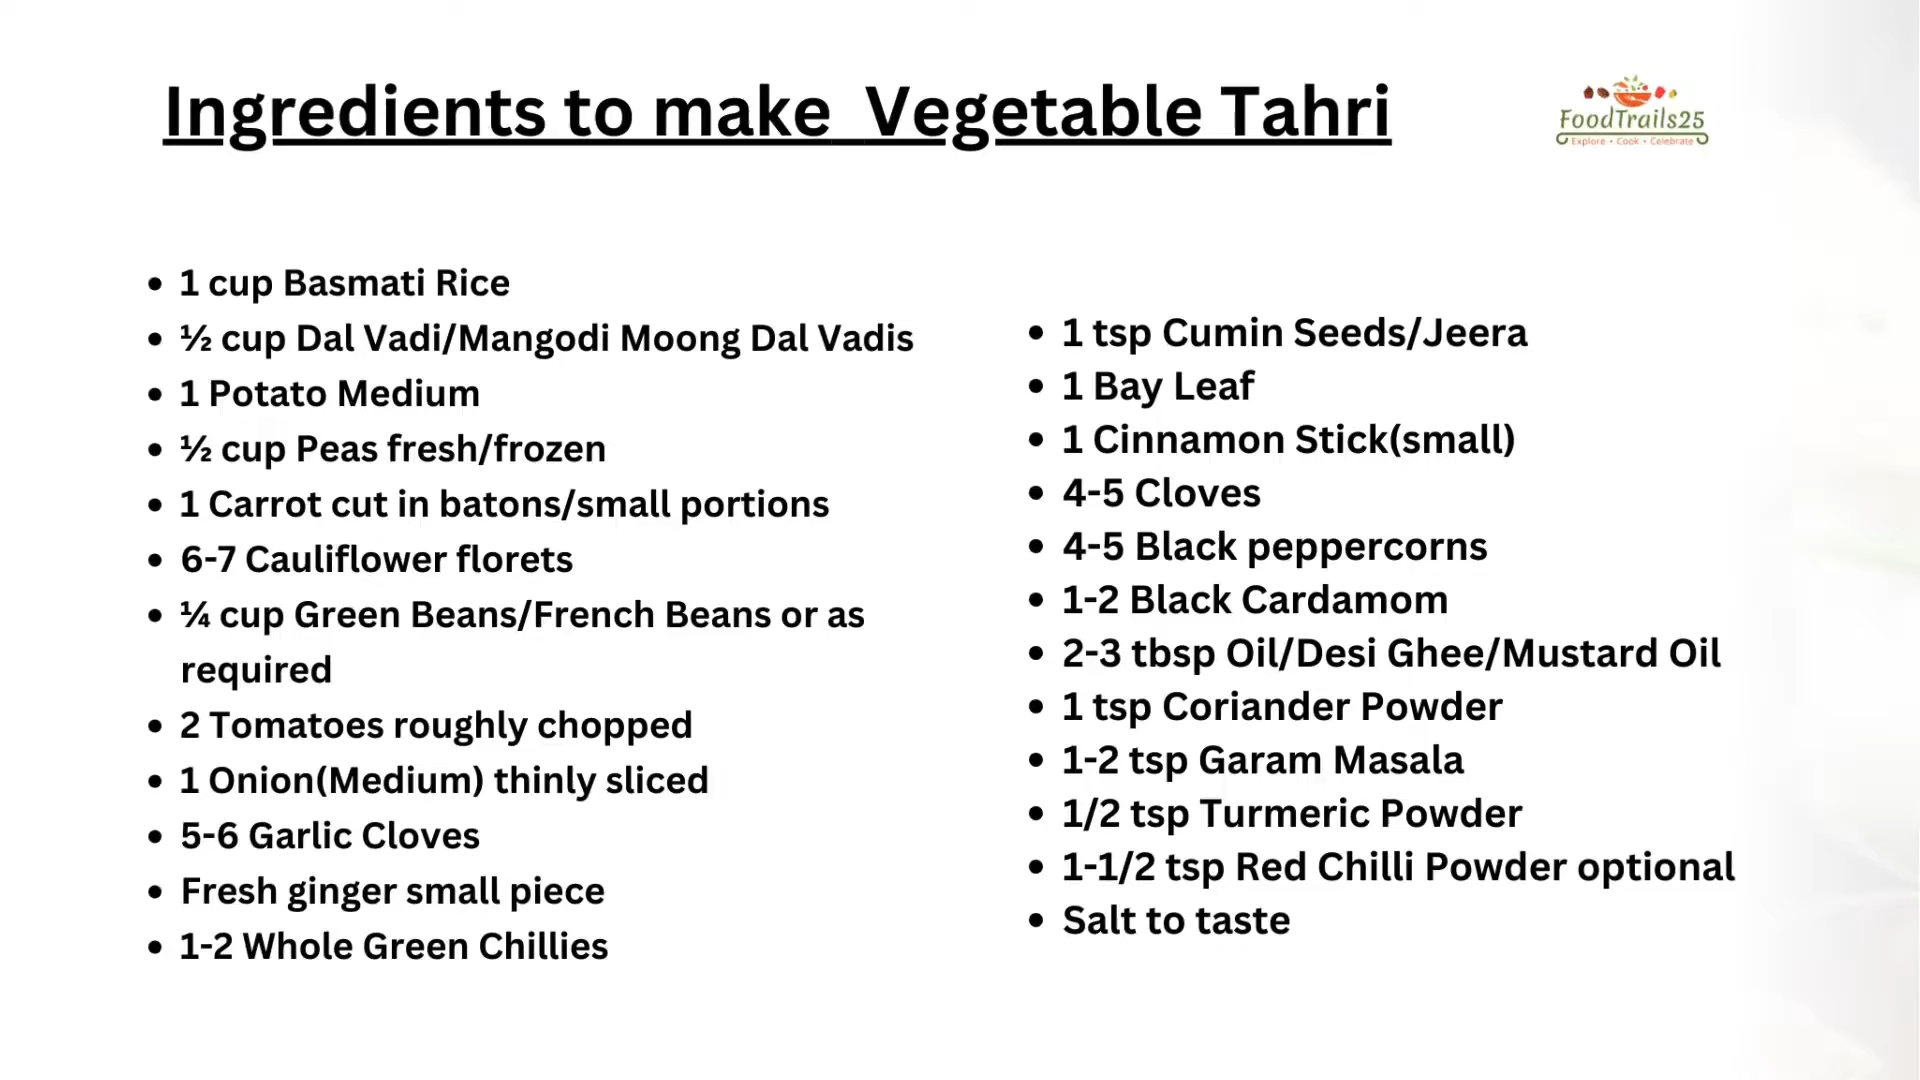 Ingredients to make  Vegetable Tahri
FoodTrails25
Explore • Cook • Celebrate
• 1 cup Basmati Rice
• ½ cup Dal Vadi/Mangodi Moong Dal Vadis
• 1 Potato Medium
• ½ cup Peas fresh/frozen
• 1 Carrot cut in batons/small portions
• 6-7 Cauliflower florets
• ¼ cup Green Beans/French Beans or as
required
• 2 Tomatoes roughly chopped
• 1 Onion(Medium) thinly sliced
• 5-6 Garlic Cloves
• Fresh ginger small piece
• 1-2 Whole Green Chillies
• 1 tsp Cumin Seeds/Jeera
• 1 Bay Leaf
• 1 Cinnamon Stick(small)
• 4-5 Cloves
• 4-5 Black peppercorns
• 1-2 Black Cardamom
• 2-3 tbsp Oil/Desi Ghee/Mustard Oil
• 1 tsp Coriander Powder
• 1-2 tsp Garam Masala
• 1/2 tsp Turmeric Powder
• 1-1/2 tsp Red Chilli Powder optional
• Salt to taste